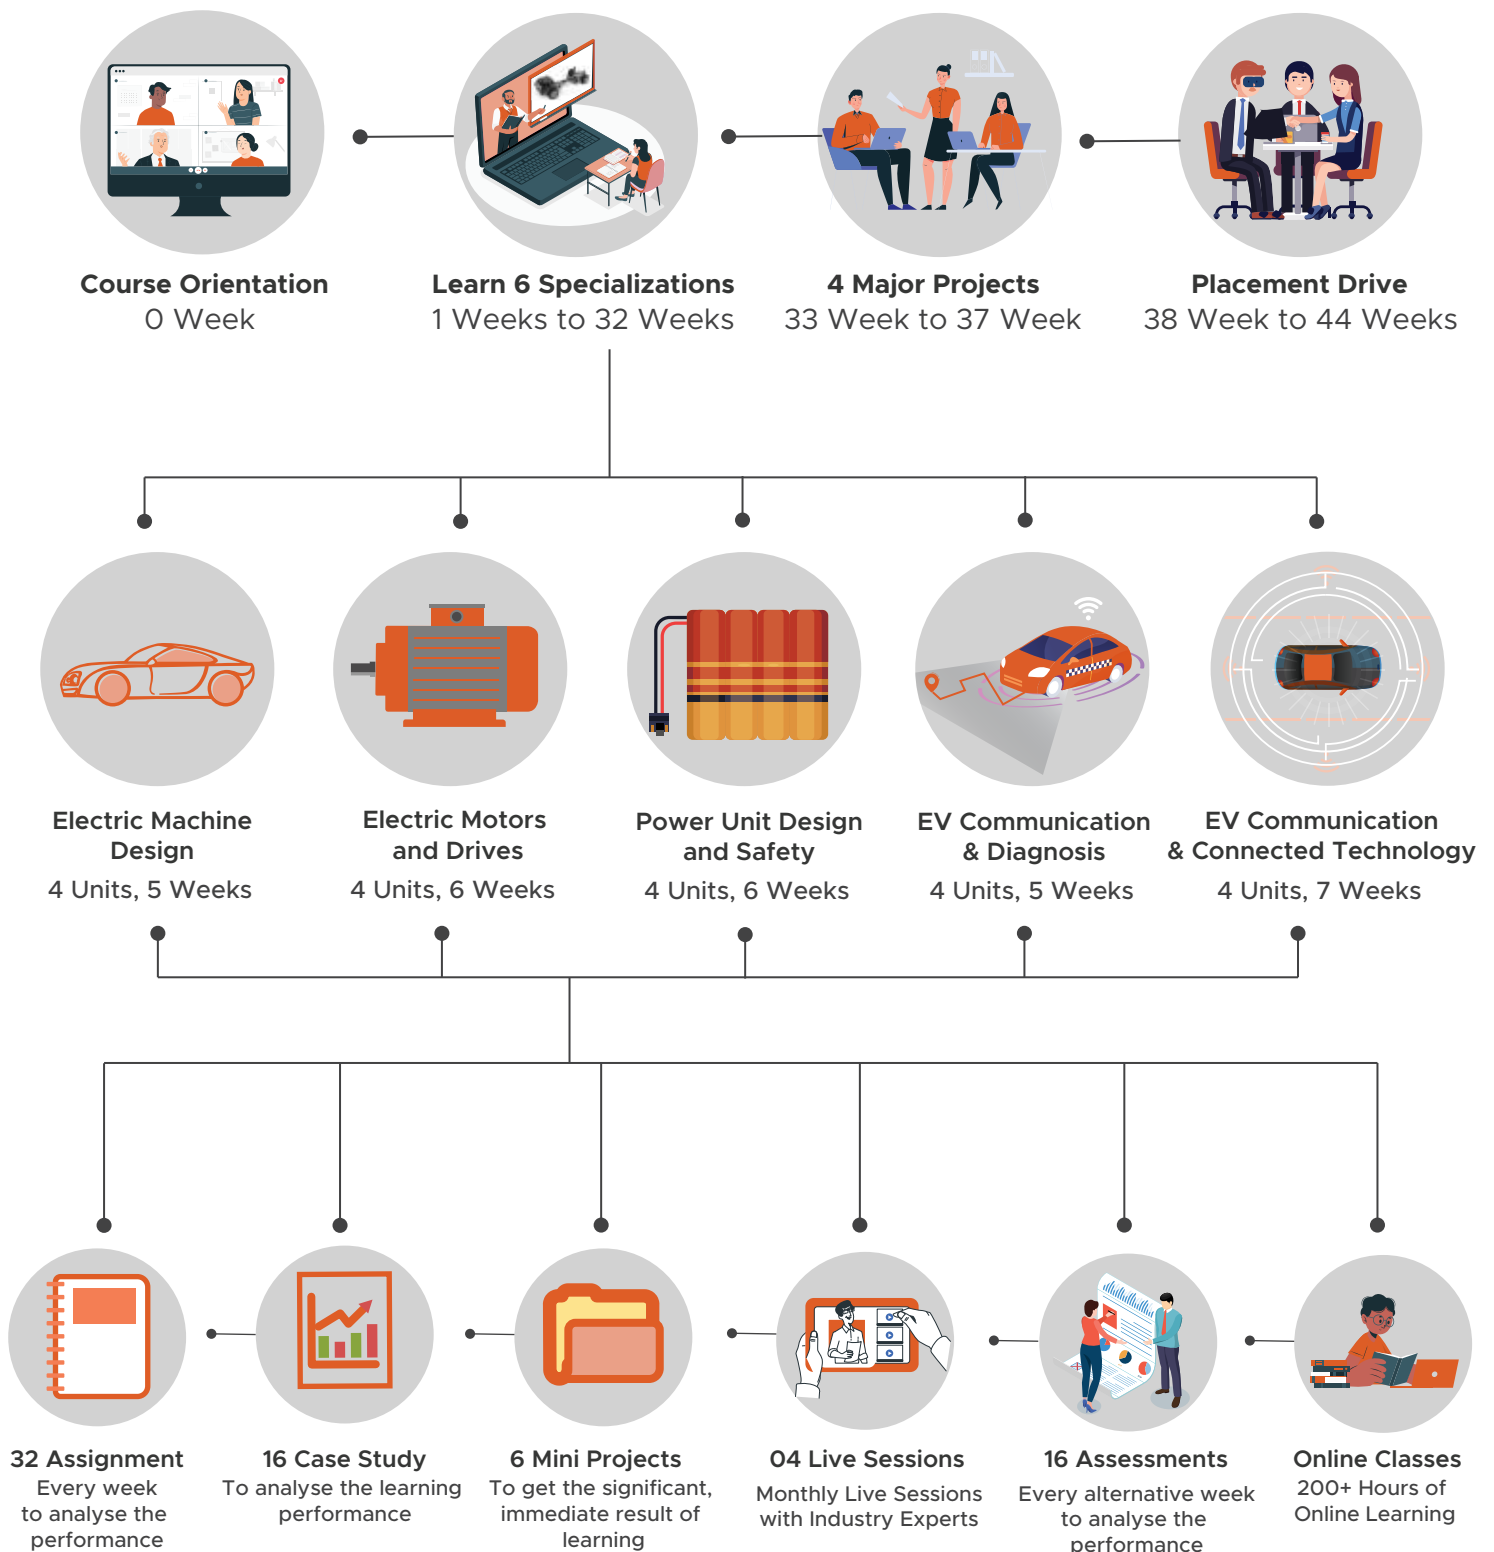 Course Orientation
0 Week
Learn 6 Specializations
1 Weeks to 32 Weeks
4 Major Projects
33 Week to 37 Week
Placement Drive
38 Week to 44 Weeks
Electric Machine
Design
4 Units, 5 Weeks
Electric Motors
and Drives
4 Units, 6 Weeks
Power Unit Design
and Safety
4 Units, 6 Weeks
EV Communication
& Diagnosis
4 Units, 5 Weeks
EV Communication
& Connected Technology
4 Units, 7 Weeks
32 Assignment
Every week
to analyse the
performance
16 Case Study
To analyse the learning
performance
6 Mini Projects
To get the significant,
immediate result of
learning
04 Live Sessions
Monthly Live Sessions
with Industry Experts
16 Assessments
Every alternative week
to analyse the
performance
Online Classes
200+ Hours of
Online Learning